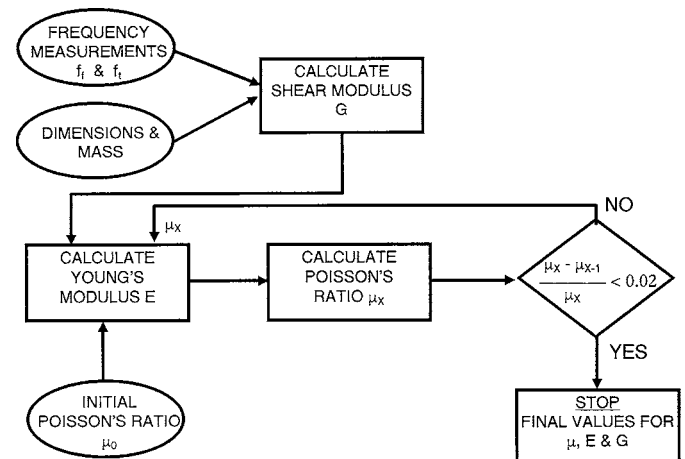 FREQUENCY
MEASUREMENTS
f_f & f_t
DIMENSIONS &
MASS
CALCULATE
SHEAR MODULUS
G
μ_X
NO
CALCULATE
YOUNG'S
MODULUS E
CALCULATE
POISSON'S
RATIO μ_X
μ_X - μ_X-1
μ_X
< 0.02
YES
INITIAL
POISSON'S RATIO
μ_0
STOP
FINAL VALUES FOR
μ, E & G